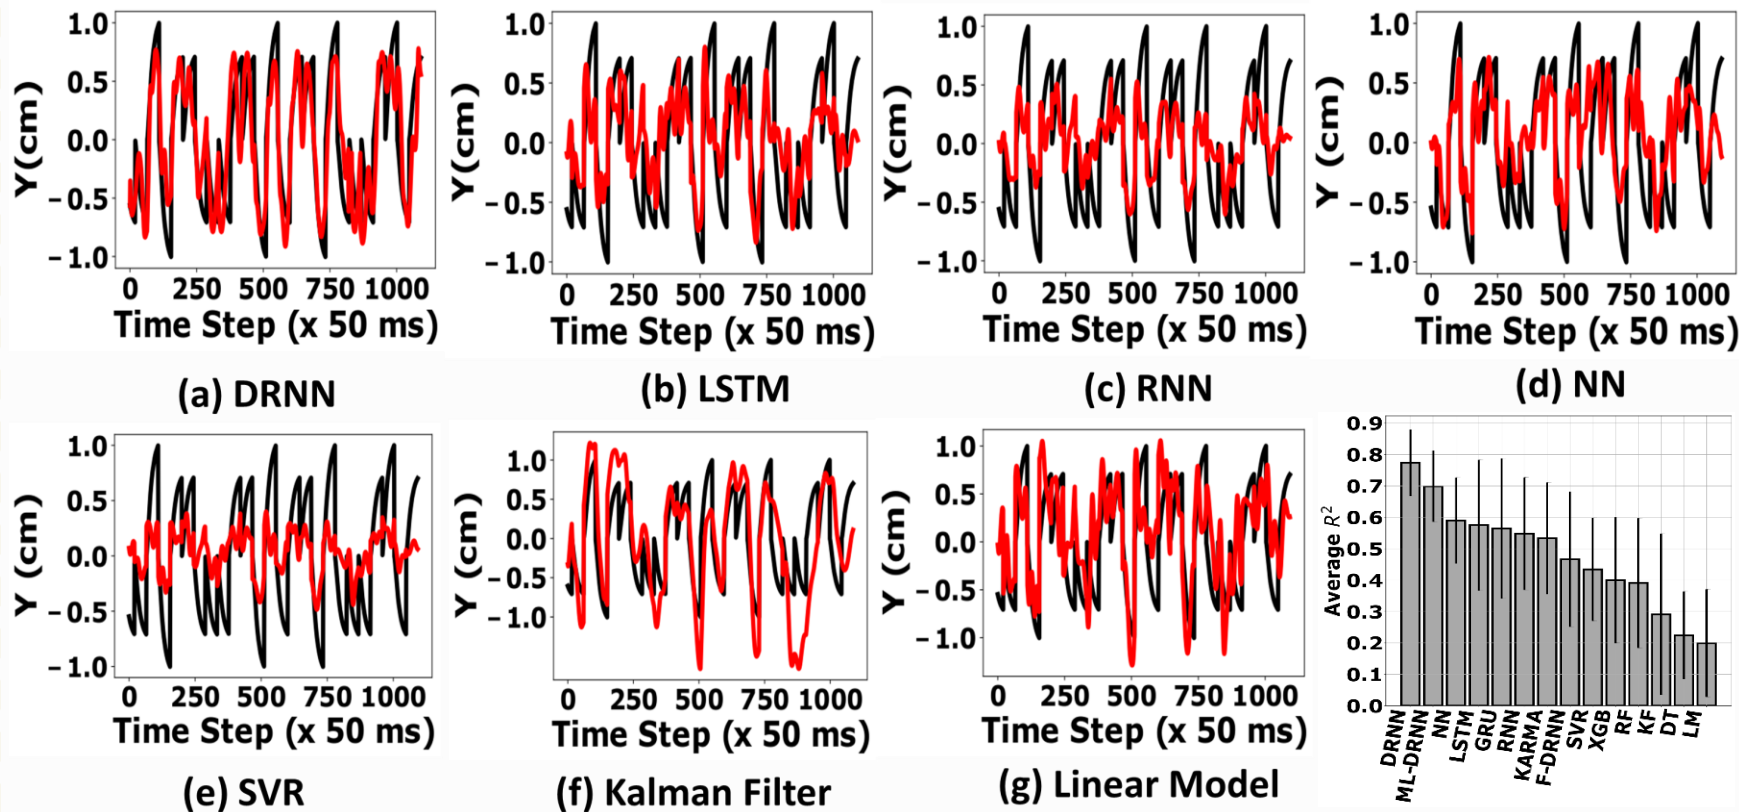 1.0
0.5
0.0
−0.5
−1.0
Y(cm)
0 250 500 750 1000
Time Step (x 50 ms)
(a) DRNN
1.0
0.5
0.0
−0.5
−1.0
Y(cm)
0 250 500 750 1000
Time Step (x 50 ms)
(b) LSTM
1.0
0.5
0.0
−0.5
−1.0
Y(cm)
0 250 500 750 1000
Time Step (x 50 ms)
(c) RNN
1.0
0.5
0.0
−0.5
−1.0
Y (cm)
0 250 500 750 1000
Time Step (x 50 ms)
(d) NN
1.0
0.5
0.0
−0.5
−1.0
Y (cm)
0 250 500 750 1000
Time Step (x 50 ms)
(e) SVR
1.0
0.5
0.0
−0.5
−1.0
Y (cm)
0 250 500 750 1000
Time Step (x 50 ms)
(f) Kalman Filter
1.0
0.5
0.0
−0.5
−1.0
Y (cm)
0 250 500 750 1000
Time Step (x 50 ms)
(g) Linear Model
0.9
0.8
0.7
0.6
0.5
0.4
0.3
0.2
0.1
0.0
Average R²
DRNN
ML-DRNN
NN
LSTM
GRU
RNN
KARMA
F-DRNN
SVR
XGB
RF
KF
DT
LM